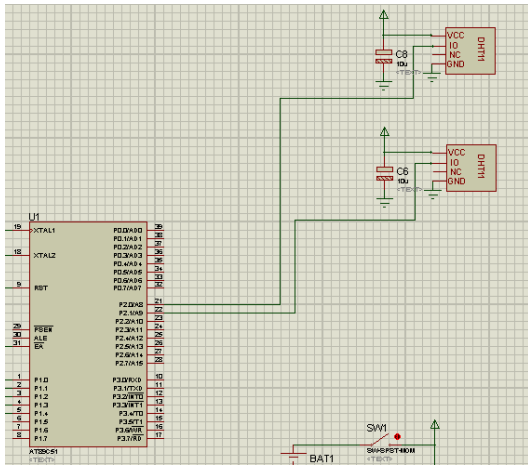 VCC
IO
NC
GND
DHT11
C8
10u
<TEXT>
VCC
IO
NC
GND
DHT11
C6
10u
<TEXT>
U1
19 XTAL1 P0.0/AD0 39
P0.1/AD1 38
P0.2/AD2 37
18 XTAL2 P0.3/AD3 36
P0.4/AD4 35
P0.5/AD5 34
P0.6/AD6 33
9 RST P0.7/AD7 32
P2.0/A8 21
P2.1/A9 22
P2.2/A10 23
29 PSEN P2.3/A11 24
30 ALE P2.4/A12 25
31 EA P2.5/A13 26
P2.6/A14 27
P2.7/A15 28
1 P1.0 P3.0/RXD 10
2 P1.1 P3.1/TXD 11
3 P1.2 P3.2/INT0 12
4 P1.3 P3.3/INT1 13
5 P1.4 P3.4/T0 14
6 P1.5 P3.5/T1 15
7 P1.6 P3.6/WR 16
8 P1.7 P3.7/RD 17
AT89C51
<TEXT>
SW1
SW-SPST-MOM
<TEXT>
BAT1